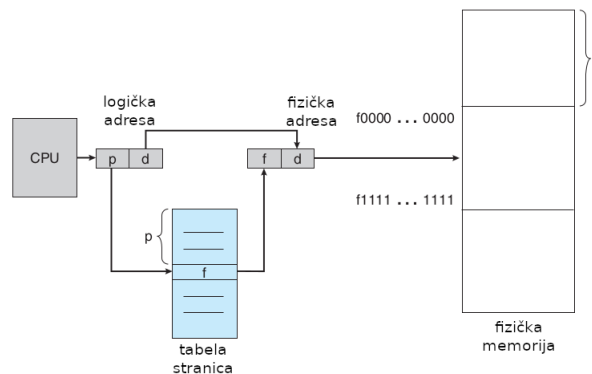 logička
adresa
fizička
adresa
f0000 ... 0000
CPU
p
d
f
d
f1111 ... 1111
p
f
fizička
memorija
tabela
stranica